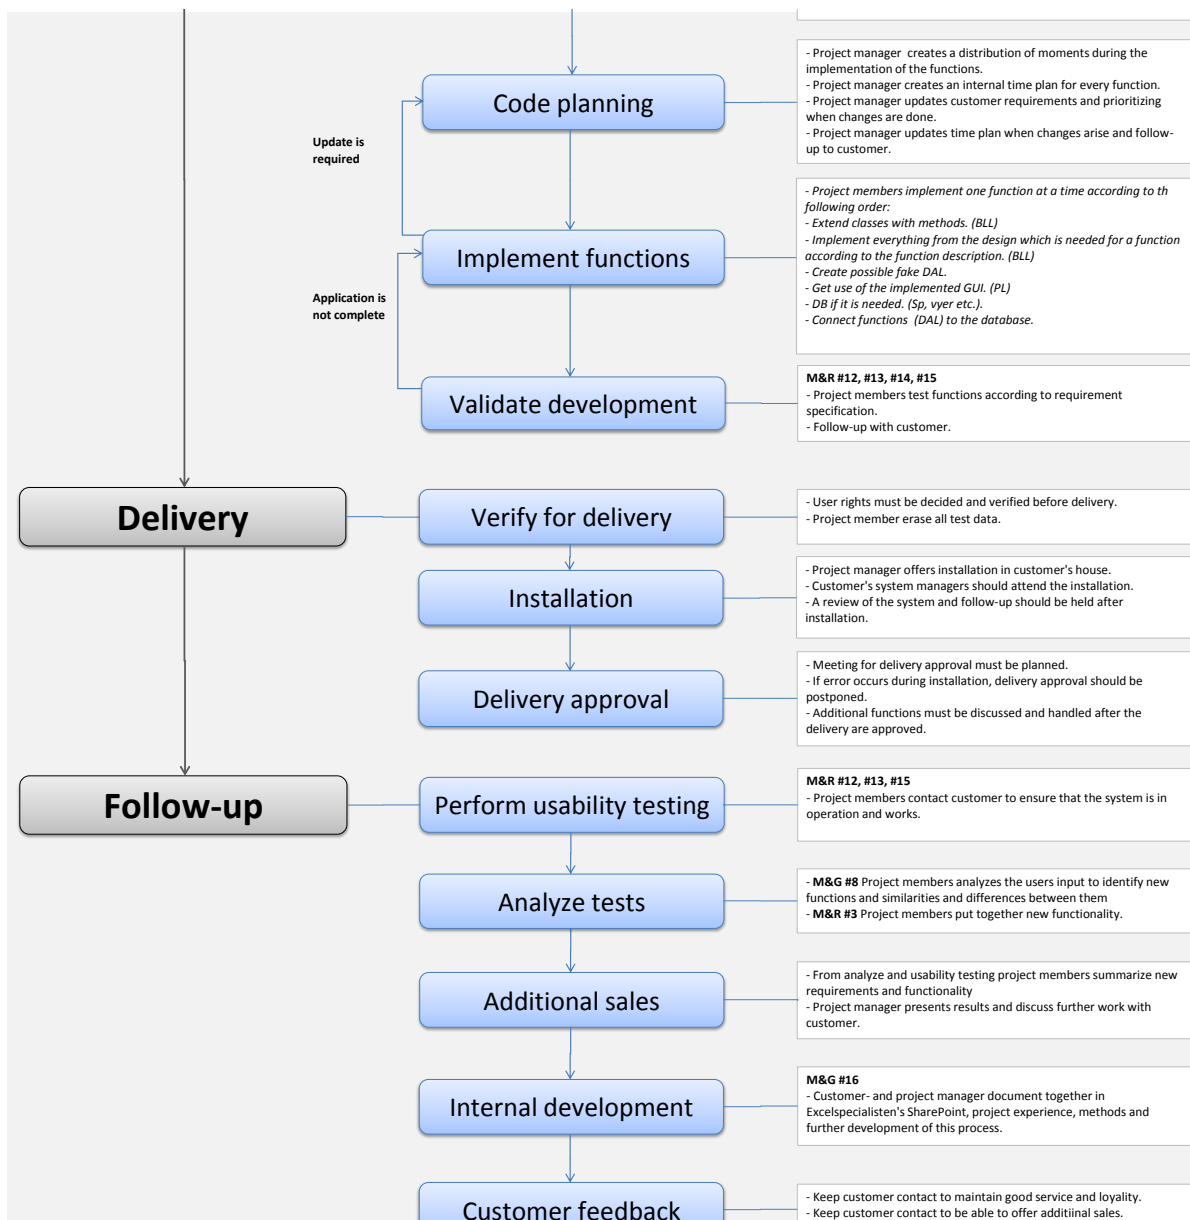 Code planning
- Project manager  creates a distribution of moments during the
implementation of the functions.
- Project manager creates an internal time plan for every function.
- Project manager updates customer requirements and prioritizing
when changes are done.
- Project manager updates time plan when changes arise and follow-
up to customer.
Update is
required
Implement functions
- Project members implement one function at a time according to th
following order:
- Extend classes with methods. (BLL)
- Implement everything from the design which is needed for a function
according to the function description. (BLL)
- Create possible fake DAL.
- Get use of the implemented GUI. (PL)
- DB if it is needed. (Sp, vyer etc.).
- Connect functions  (DAL) to the database.
Application is
not complete
Validate development
M&R #12, #13, #14, #15
- Project members test functions according to requirement
specification.
- Follow-up with customer.
Delivery
Verify for delivery
- User rights must be decided and verified before delivery.
- Project member erase all test data.
Installation
- Project manager offers installation in customer's house.
- Customer's system managers should attend the installation.
- A review of the system and follow-up should be held after
installation.
Delivery approval
- Meeting for delivery approval must be planned.
- If error occurs during installation, delivery approval should be
postponed.
- Additional functions must be discussed and handled after the
delivery are approved.
Follow-up
Perform usability testing
M&R #12, #13, #15
- Project members contact customer to ensure that the system is in
operation and works.
Analyze tests
- M&G #8 Project members analyzes the users input to identify new
functions and similarities and differences between them
- M&R #3 Project members put together new functionality.
Additional sales
- From analyze and usability testing project members summarize new
requirements and functionality
- Project manager presents results and discuss further work with
customer.
Internal development
M&G #16
- Customer- and project manager document together in
Excelspecialisten's SharePoint, project experience, methods and
further development of this process.
Customer feedback
- Keep customer contact to maintain good service and loyality.
- Keep customer contact to be able to offer additiinal sales.